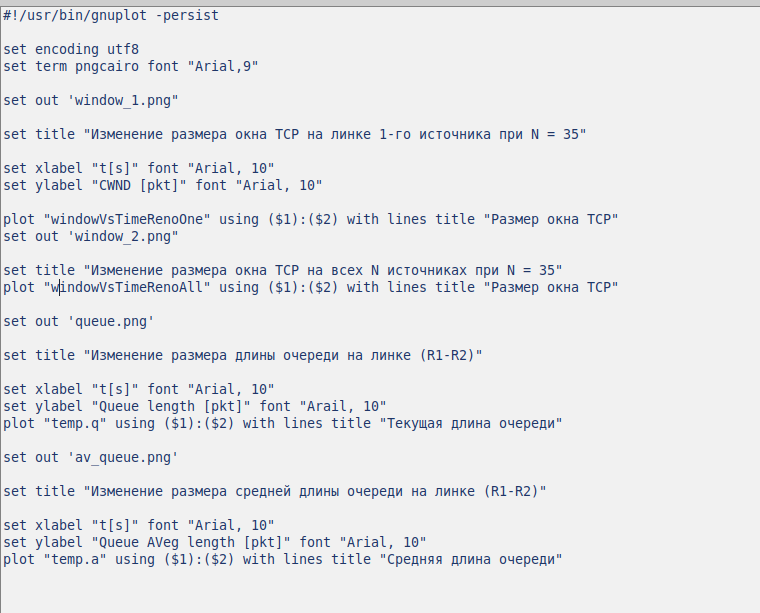 #!/usr/bin/gnuplot -persist
set encoding utf8
set term pngcairo font "Arial,9"
set out 'window_1.png"
set title "Изменение размера окна TCP на линке 1-го источника при N = 35"
set xlabel "t[s]" font "Arial, 10"
set ylabel "CWND [pkt]" font "Arial, 10"
plot "windowVsTimeRenoOne" using ($1):($2) with lines title "Размер окна TCP"
set out 'window_2.png"
set title "Изменение размера окна TCP на всех N источниках при N = 35"
plot "windowVsTimeRenoAll" using ($1):($2) with lines title "Размер окна TCP"
set out 'queue.png'
set title "Изменение размера длины очереди на линке (R1-R2)"
set xlabel "t[s]" font "Arial, 10"
set ylabel "Queue length [pkt]" font "Arail, 10"
plot "temp.q" using ($1):($2) with lines title "Текущая длина очереди"
set out 'av_queue.png'
set title "Изменение размера средней длины очереди на линке (R1-R2)"
set xlabel "t[s]" font "Arial, 10"
set ylabel "Queue AVeg length [pkt]" font "Arial, 10"
plot "temp.a" using ($1):($2) with lines title "Средняя длина очереди"